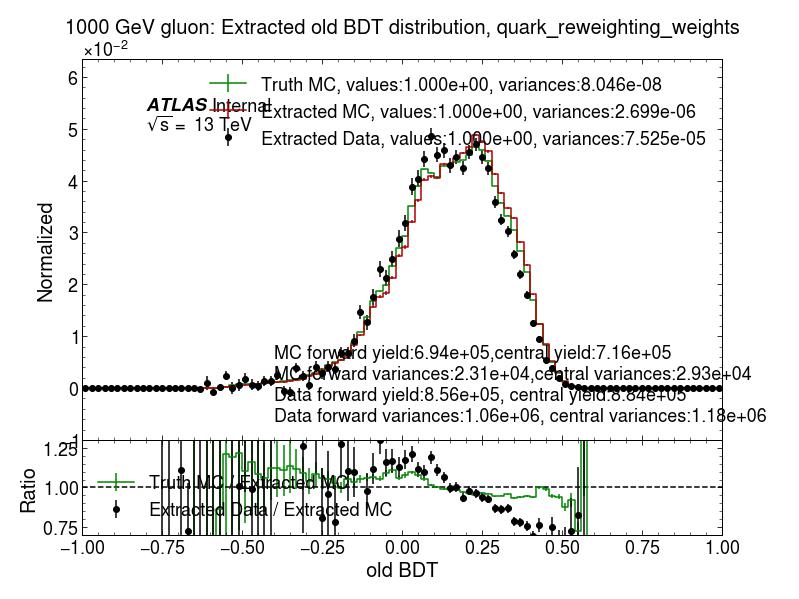 1000 GeV gluon: Extracted old BDT distribution, quark_reweighting_weights
×10⁻²
Truth MC, values:1.000e+00, variances:8.046e-08
ATLAS Internal
Extracted MC, values:1.000e+00, variances:2.699e-06
√s = 13 TeV
Extracted Data, values:1.000e+00, variances:7.525e-05
6
5
4
3
2
1
0
−1
Normalized
MC forward yield:6.94e+05,central yield:7.16e+05
MC forward variances:2.31e+04,central variances:2.93e+04
Data forward yield:8.56e+05, central yield:8.84e+05
Data forward variances:1.06e+06, central variances:1.18e+06
1.25
1.00
0.75
Ratio
Truth MC / Extracted MC
Extracted Data / Extracted MC
−1.00 −0.75 −0.50 −0.25 0.00 0.25 0.50 0.75 1.00
old BDT